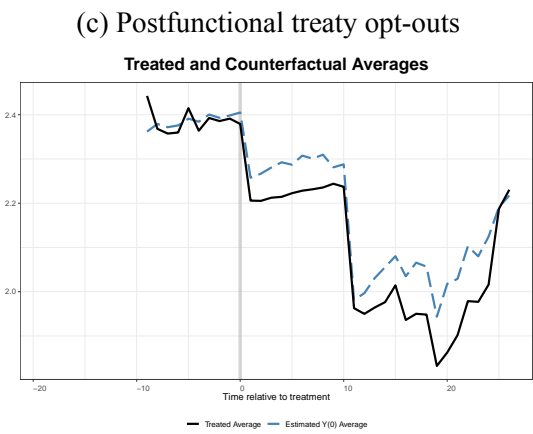 (c) Postfunctional treaty opt-outs
Treated and Counterfactual Averages
2.4
2.2
2.0
−20
−10
0
10
20
Time relative to treatment
Treated Average
Estimated Y(0) Average